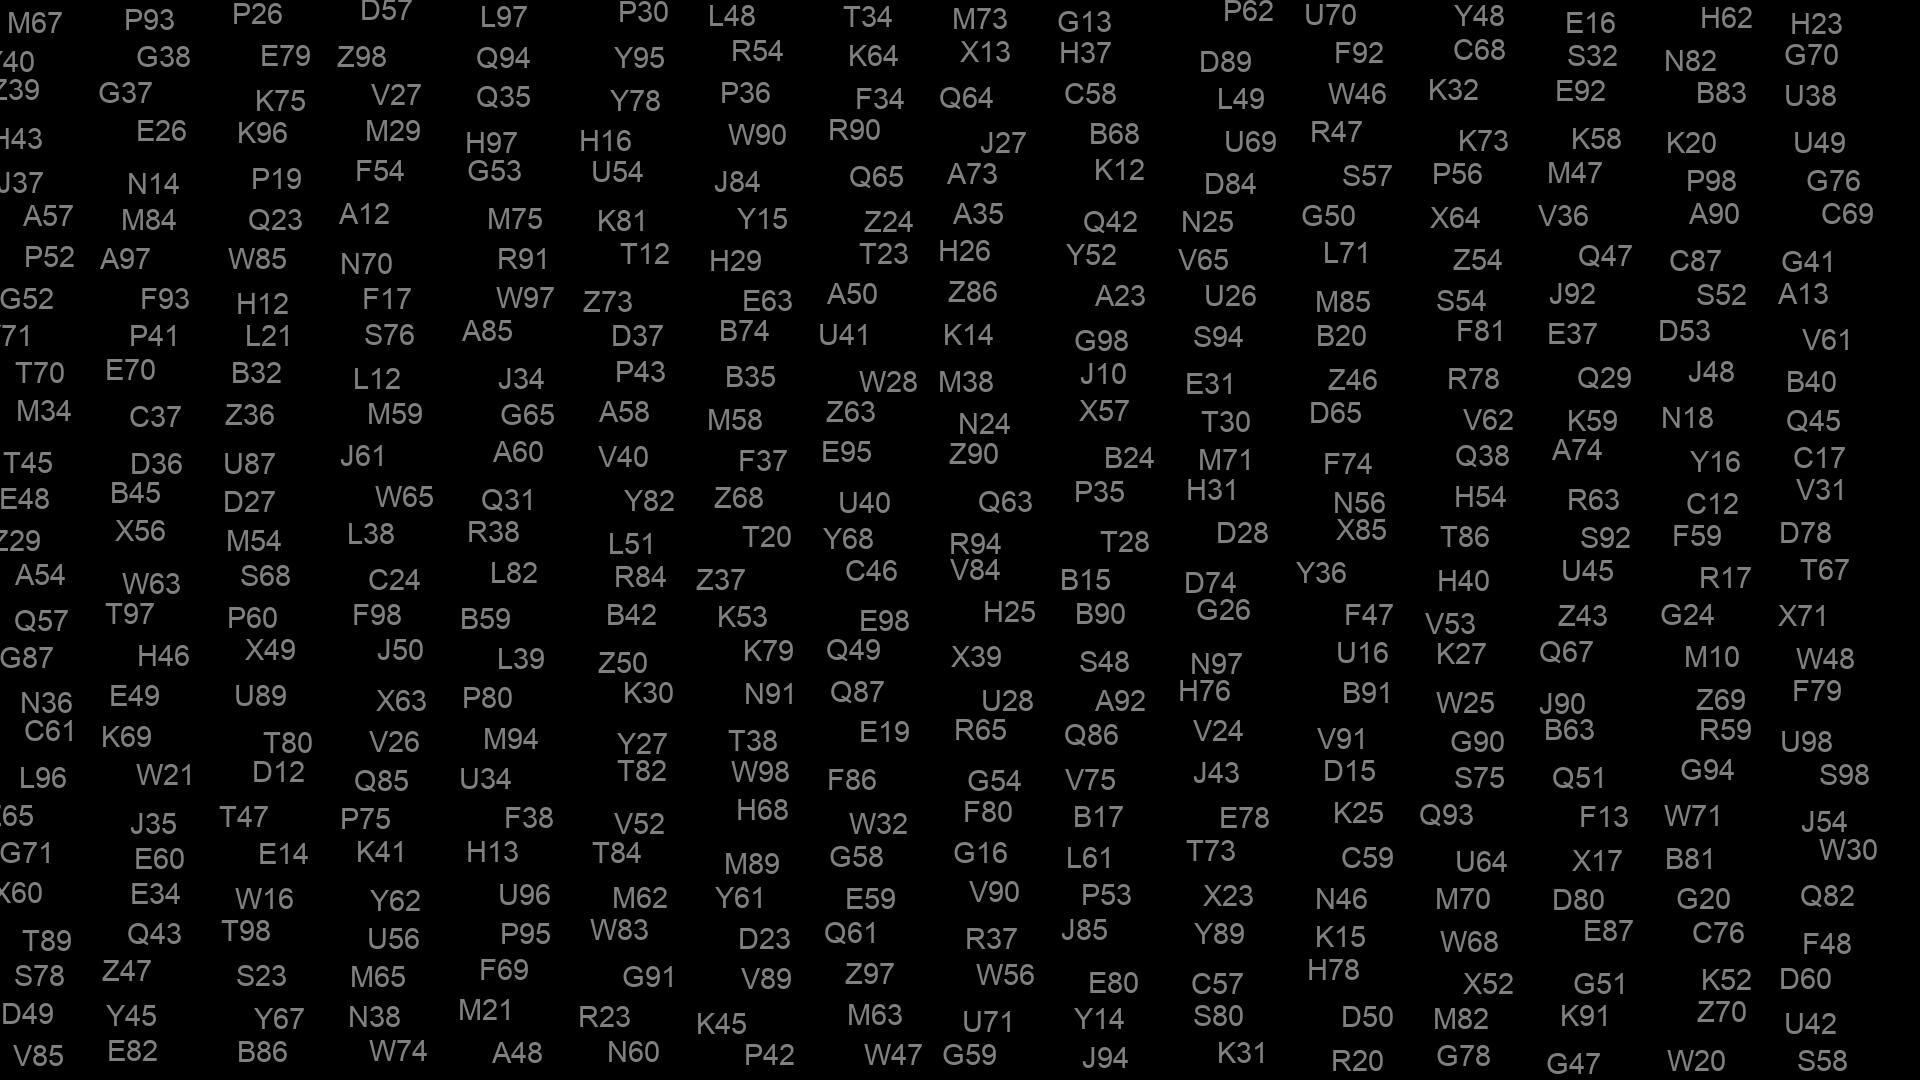 M67 P93 P26 D57 L97 P30 L48 T34 M73 G13 P62 U70 Y48 E16 H62 H23
G38 E79 Z98 Q94 Y95 R54 K64 X13 H37 D89 F92 C68 S32 N82 G70
Z39 G37 K75 V27 Q35 Y78 P36 F34 Q64 C58 L49 W46 K32 E92 B83 U38
H43 E26 K96 M29 H97 H16 W90 R90 J27 B68 U69 R47 K73 K58 K20 U49
J37 N14 P19 F54 G53 U54 J84 Q65 A73 K12 D84 S57 P56 M47 P98 G76
A57 M84 Q23 A12 M75 K81 Y15 Z24 A35 Q42 N25 G50 X64 V36 A90 C69
P52 A97 W85 N70 R91 T12 H29 T23 H26 Y52 V65 L71 Z54 Q47 C87 G41
G52 F93 H12 F17 W97 Z73 E63 A50 Z86 A23 U26 M85 S54 J92 S52 A13
P41 L21 S76 A85 D37 B74 U41 K14 G98 S94 B20 F81 E37 D53 V61
T70 E70 B32 L12 J34 P43 B35 W28 M38 J10 E31 Z46 R78 Q29 J48 B40
M34 C37 Z36 M59 G65 A58 M58 Z63 N24 X57 T30 D65 V62 K59 N18 Q45
T45 D36 U87 J61 A60 V40 F37 E95 Z90 B24 M71 F74 Q38 A74 Y16 C17
E48 B45 D27 W65 Q31 Y82 Z68 U40 Q63 P35 H31 N56 H54 R63 C12 V31
Z29 X56 M54 L38 R38 L51 T20 Y68 R94 T28 D28 X85 T86 S92 F59 D78
A54 W63 S68 C24 L82 R84 Z37 C46 V84 B15 D74 Y36 H40 U45 R17 T67
Q57 T97 P60 F98 B59 B42 K53 E98 H25 B90 G26 F47 V53 Z43 G24 X71
G87 H46 X49 J50 L39 Z50 K79 Q49 X39 S48 N97 U16 K27 Q67 M10 W48
N36 E49 U89 X63 P80 K30 N91 Q87 U28 A92 H76 B91 W25 J90 Z69 F79
C61 K69 T80 V26 M94 Y27 T38 E19 R65 Q86 V24 V91 G90 B63 R59 U98
L96 W21 D12 Q85 U34 T82 W98 F86 G54 V75 J43 D15 S75 Q51 G94 S98
J35 T47 P75 F38 V52 H68 W32 F80 B17 E78 K25 Q93 F13 W71 J54
G71 E60 E14 K41 H13 T84 M89 G58 G16 L61 T73 C59 U64 X17 B81 W30
X60 E34 W16 Y62 U96 M62 Y61 E59 V90 P53 X23 N46 M70 D80 G20 Q82
T89 Q43 T98 U56 P95 W83 D23 Q61 R37 J85 Y89 K15 W68 E87 C76 F48
S78 Z47 S23 M65 F69 G91 V89 Z97 W56 E80 C57 H78 X52 G51 K52 D60
D49 Y45 Y67 N38 M21 R23 K45 M63 U71 Y14 S80 D50 M82 K91 Z70 U42
V85 E82 B86 W74 A48 N60 P42 W47 G59 J94 K31 R20 G78 G47 W20 S58